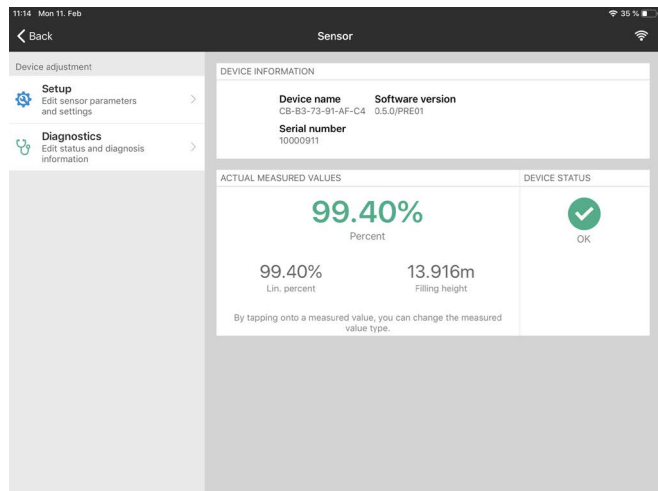 11:14 Mon 11. Feb
35 %
Back
Sensor
Device adjustment
Setup
Edit sensor parameters
and settings
Diagnostics
Edit status and diagnosis
information
DEVICE INFORMATION
Device name
CB-B3-73-91-AF-C4
Software version
0.5.0/PRE01
Serial number
10000911
ACTUAL MEASURED VALUES
99.40%
Percent
99.40%
Lin. percent
13.916m
Filling height
By tapping onto a measured value, you can change the measured
value type.
DEVICE STATUS
OK